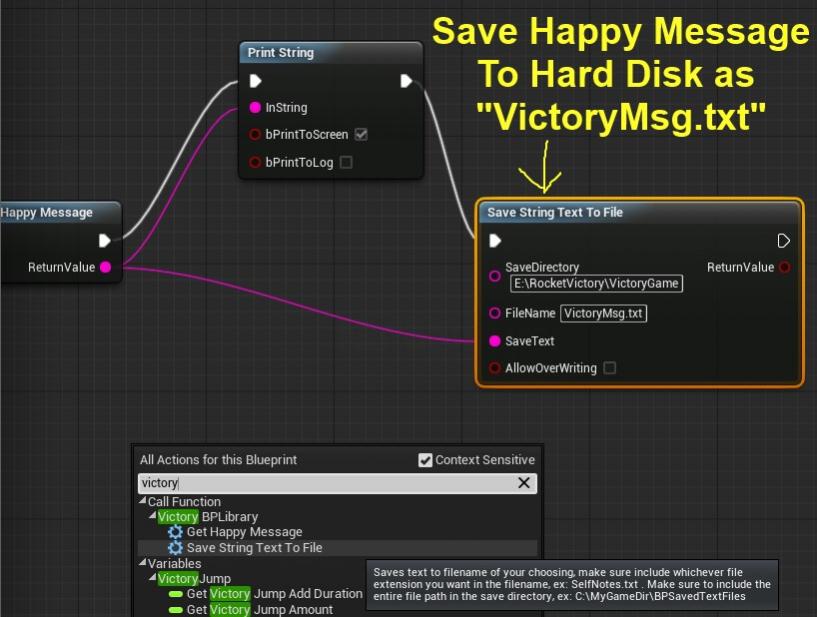 Save Happy Message
To Hard Disk as
"VictoryMsg.txt"
Print String
InString
bPrintToScreen
bPrintToLog
Happy Message
ReturnValue
Save String Text To File
SaveDirectory
E:\RocketVictory\VictoryGame
ReturnValue
FileName VictoryMsg.txt
SaveText
AllowOverWriting
All Actions for this Blueprint Context Sensitive
victory
Call Function
Victory BPLibrary
Get Happy Message
Save String Text To File
Variables
VictoryJump
Get Victory Jump Add Duration
Get Victory Jump Amount
Saves text to filename of your choosing, make sure include whichever file
extension you want in the filename, ex: SelfNotes.txt . Make sure to include the
entire file path in the save directory, ex: C:\MyGameDir\BPSavedTextFiles